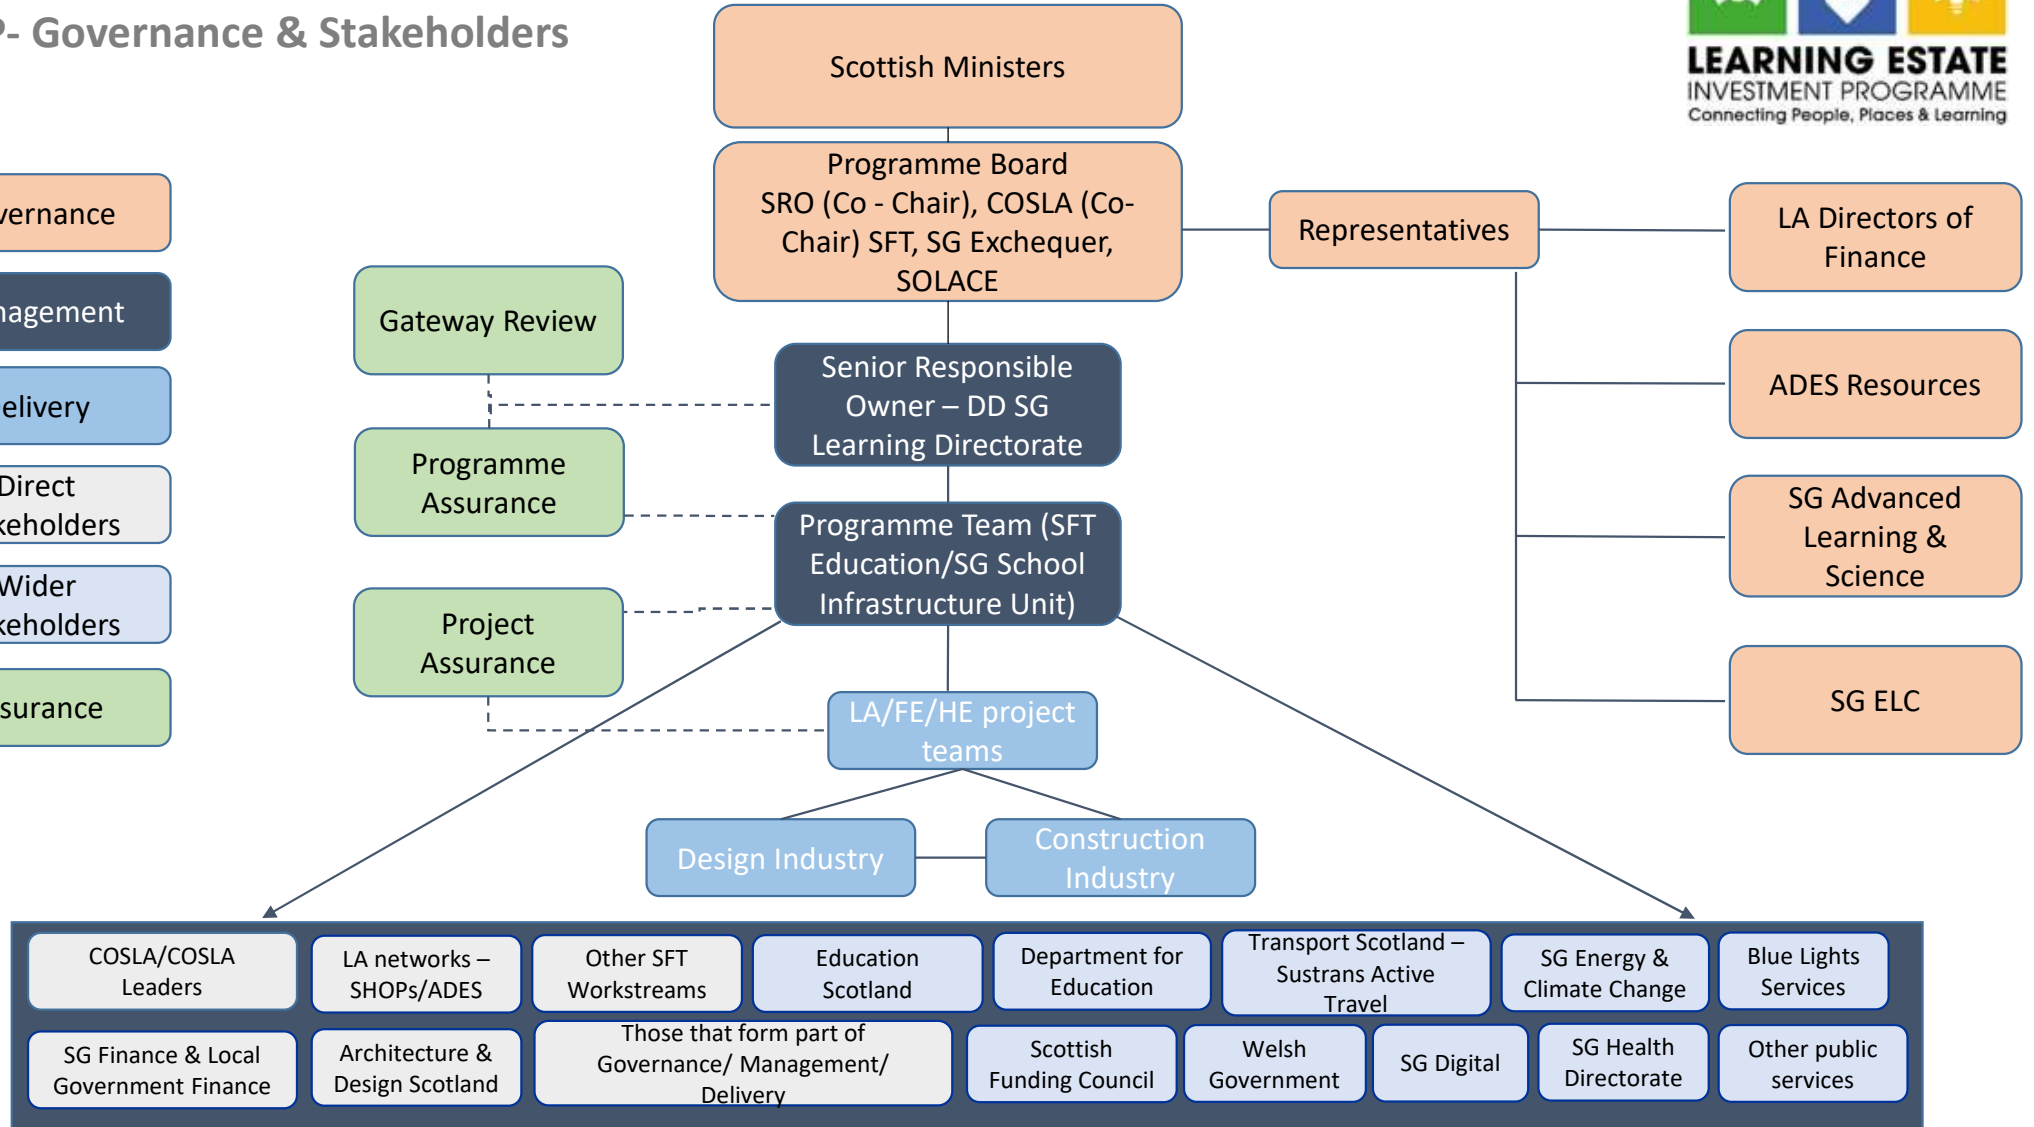 P- Governance & Stakeholders
LEARNING ESTATE
INVESTMENT PROGRAMME
Connecting People, Places & Learning
vernance
nagement
elivery
Direct
keholders
Wider
keholders
surance
Scottish Ministers
Programme Board
SRO (Co - Chair), COSLA (Co-
Chair) SFT, SG Exchequer,
SOLACE
Representatives
LA Directors of
Finance
ADES Resources
SG Advanced
Learning &
Science
SG ELC
Gateway Review
Programme
Assurance
Project
Assurance
Senior Responsible
Owner – DD SG
Learning Directorate
Programme Team (SFT
Education/SG School
Infrastructure Unit)
LA/FE/HE project
teams
Design Industry
Construction
Industry
COSLA/COSLA
Leaders
LA networks –
SHOPs/ADES
Other SFT
Workstreams
Education
Scotland
Department for
Education
Transport Scotland –
Sustrans Active
Travel
SG Energy &
Climate Change
Blue Lights
Services
SG Finance & Local
Government Finance
Architecture &
Design Scotland
Those that form part of
Governance/ Management/
Delivery
Scottish
Funding Council
Welsh
Government
SG Digital
SG Health
Directorate
Other public
services